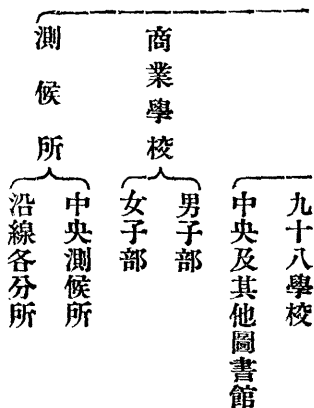 九十八學校
中央及其他圖書館
商業學校
男子部
女子部
測候所
中央測候所
沿線各分所